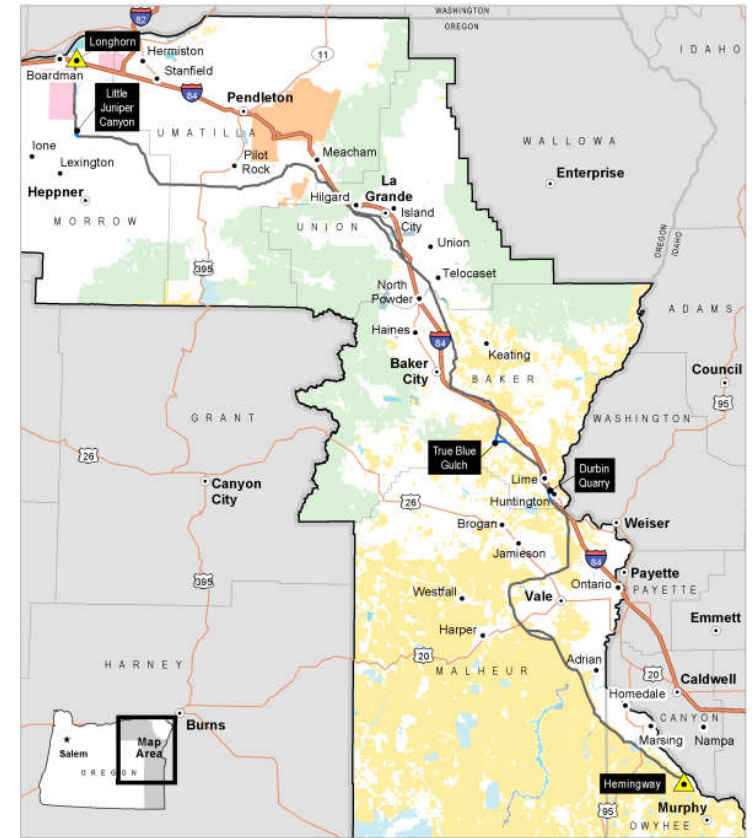 WASHINGTON
OREGON
82
Longhorn
Hermiston
Boardman
Stanfield
11
IDAHO
84
Pendleton
Little
Juniper
Canyon
UMATILLA
WALLOWA
Ione
Lexington
Pilot
Rock
Meacham
Enterprise
Heppner
La
Grande
Hilgard
Island
City
MORROW
UNION
Union
OREGON
IDAHO
395
Telocaset
North
Powder
ADAMS
Haines
84
Keating
Baker
City
BAKER
Council
95
GRANT
WASHINGTON
26
True Blue
Gulch
Lime
Durbin
Quarry
Canyon
City
26
Huntington
Brogan
Weiser
Jamieson
84
395
Payette
Ontario
PAYETTE
Westfall
Vale
Emmett
Harper
HARNEY
20
Adrian
20
MALHEUR
Caldwell
Homedale
Burns
CANYON
Salem
Map
Area
Marsing
Nampa
OREGON
Hemingway
Murphy
95
OWYHEE